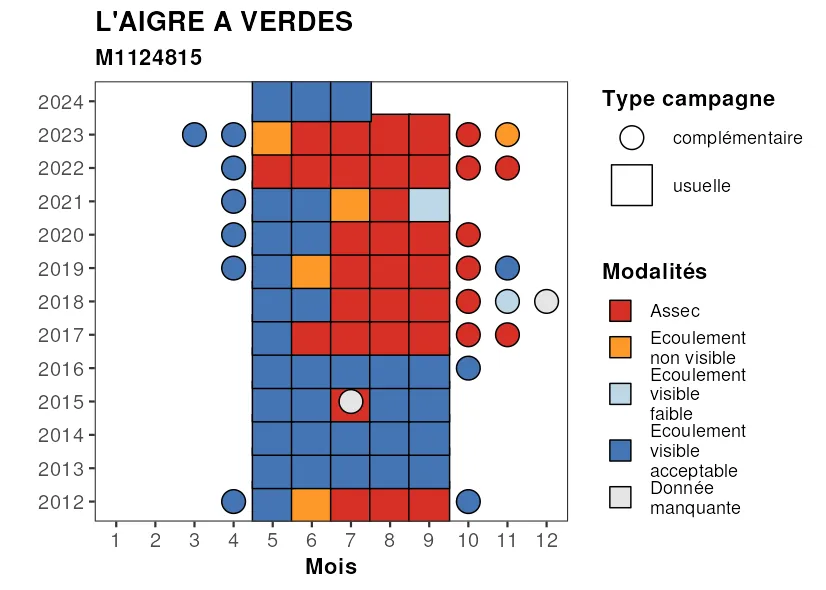 L'AIGRE A VERDES
M1124815
2024
2023
2022
2021
2020
2019
2018
2017
2016
2015
2014
2013
2012
1 2 3 4 5 6 7 8 9 10 11 12
Mois
Type campagne
complémentaire
usuelle
Modalités
Assec
Ecoulement
non visible
Ecoulement
visible
faible
Ecoulement
visible
acceptable
Donnée
manquante